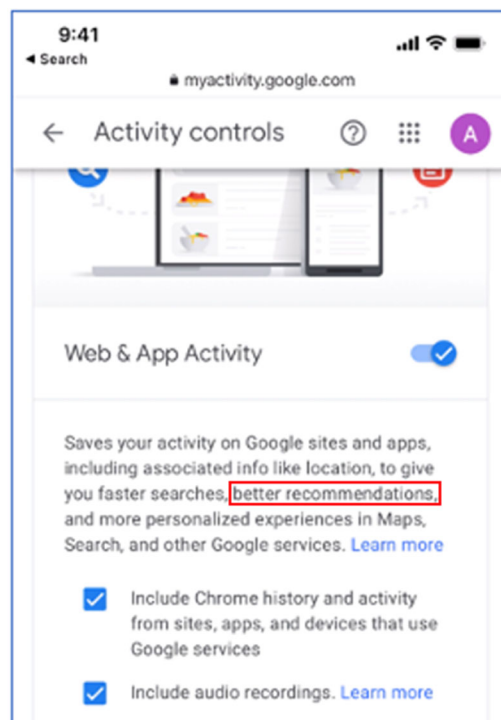 9:41
◀ Search
myactivity.google.com
Activity controls
A
Web & App Activity
Saves your activity on Google sites and apps,
including associated info like location, to give
you faster searches, better recommendations,
and more personalized experiences in Maps,
Search, and other Google services. Learn more
Include Chrome history and activity
from sites, apps, and devices that use
Google services
Include audio recordings. Learn more